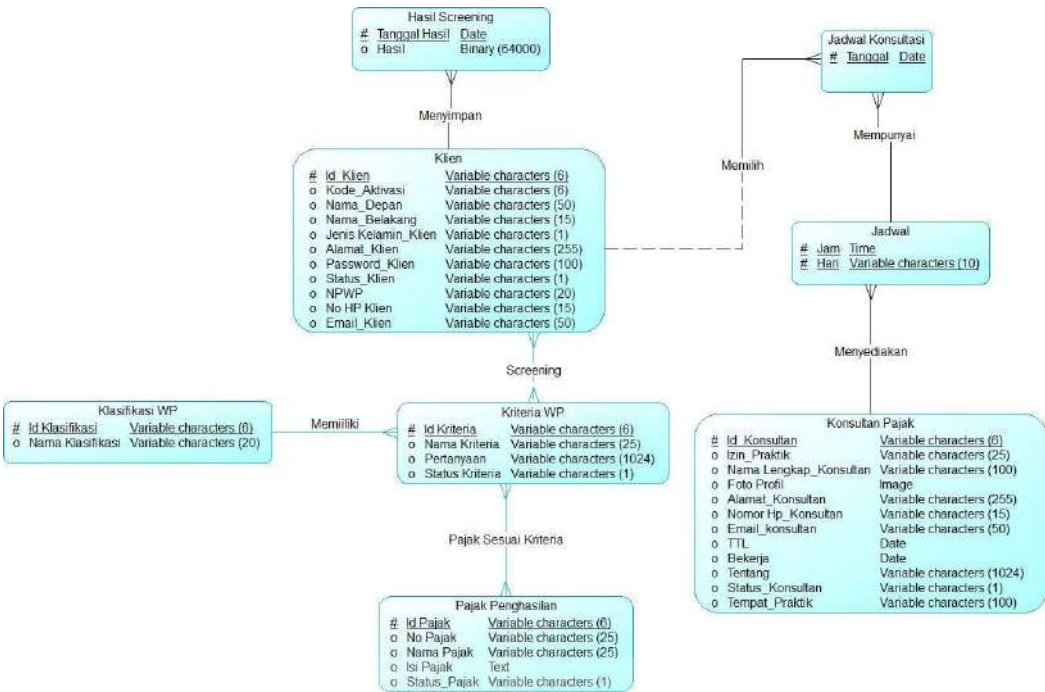 Hasil Screening
# Tanggal Hasil Date
o Hasil Binary (64000)
Jadwal Konsultasi
# Tanggal Date
Menyimpan
Mempunyai
Memilih
Klien
# Id_Klien Variable characters (6)
o Kode_Aktivasi Variable characters (6)
o Nama_Depan Variable characters (50)
o Nama_Belakang Variable characters (15)
o Jenis Kelamin_Klien Variable characters (1)
o Alamat_Klien Variable characters (255)
o Password_Klien Variable characters (100)
o Status_Klien Variable characters (1)
o NPWP Variable characters (20)
o No HP Klien Variable characters (15)
o Email_Klien Variable characters (50)
Jadwal
# Jam Time
# Hari Variable characters (10)
Menyediakan
Screening
Klasifikasi WP
# Id Klasifikasi Variable characters (6)
o Nama Klasifikasi Variable characters (20)
Memiiliki
Kriteria WP
# Id Kriteria Variable characters (6)
o Nama Kriteria Variable characters (25)
o Pertanyaan Variable characters (1024)
o Status Kriteria Variable characters (1)
Konsultan Pajak
# Id_Konsultan Variable characters (6)
o Izin_Praktik Variable characters (25)
o Nama Lengkap_Konsultan Variable characters (100)
o Foto Profil Image
o Alamat_Konsultan Variable characters (255)
o Nomor Hp_Konsultan Variable characters (15)
o Email_konsultan Variable characters (50)
o TTL Date
o Bekerja Date
o Tentang Variable characters (1024)
o Status_Konsultan Variable characters (1)
o Tempat_Praktik Variable characters (100)
Pajak Sesuai Kriteria
Pajak Penghasilan
# Id Pajak Variable characters (6)
o No Pajak Variable characters (25)
o Nama Pajak Variable characters (25)
o Isi Pajak Text
o Status_Pajak Variable characters (1)